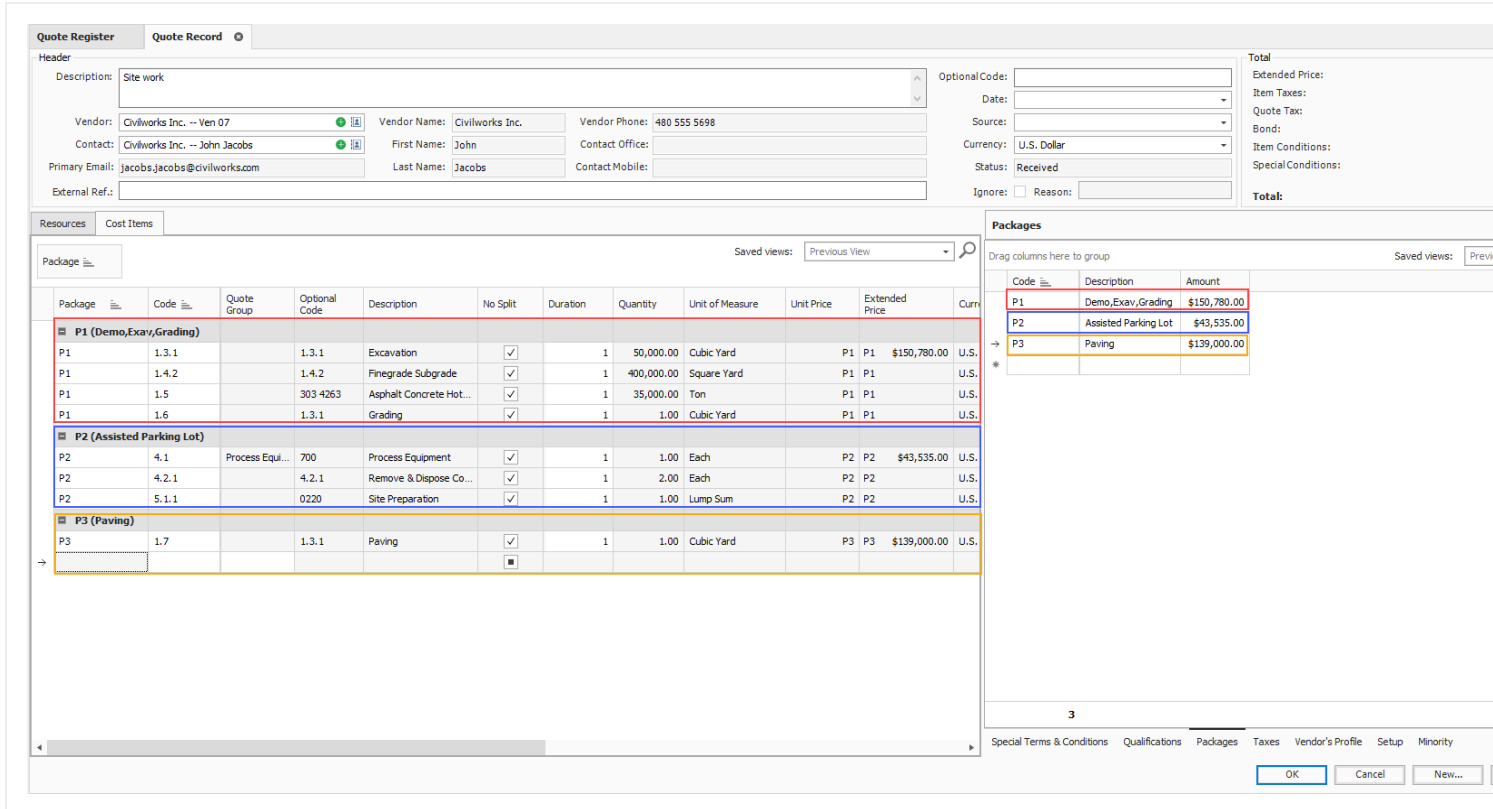 Quote Register Quote Record
Header
Description: Site work
Vendor: Civilworks Inc. -- Ven 07 Vendor Name: Civilworks Inc. Vendor Phone: 480 555 5698
Contact: Civilworks Inc. -- John Jacobs First Name: John Contact Office:
Primary Email: jacobs.jacobs@civilworks.com Last Name: Jacobs Contact Mobile:
External Ref.:
Optional Code:
Date:
Source:
Currency: U.S. Dollar
Status: Received
Ignore: Reason:
Total
Extended Price:
Item Taxes:
Quote Tax:
Bond:
Item Conditions:
Special Conditions:
Total:
Resources Cost Items
Package
Saved views: Previous View
Package Code Quote Group Optional Code Description No Split Duration Quantity Unit of Measure Unit Price Extended Price Curr
P1 (Demo,Exav,Grading)
P1 1.3.1 1.3.1 Excavation 1 50,000.00 Cubic Yard P1 P1 $150,780.00 U.S.
P1 1.4.2 1.4.2 Finegrade Subgrade 1 400,000.00 Square Yard P1 P1 U.S.
P1 1.5 303 4263 Asphalt Concrete Hot... 1 35,000.00 Ton P1 P1 U.S.
P1 1.6 1.3.1 Grading 1 1.00 Cubic Yard P1 P1 U.S.
P2 (Assisted Parking Lot)
P2 4.1 Process Equi... 700 Process Equipment 1 1.00 Each P2 P2 $43,535.00 U.S.
P2 4.2.1 4.2.1 Remove & Dispose Co... 1 2.00 Each P2 P2 U.S.
P2 5.1.1 0220 Site Preparation 1 1.00 Lump Sum P2 P2 U.S.
P3 (Paving)
P3 1.7 1.3.1 Paving 1 1.00 Cubic Yard P3 P3 $139,000.00 U.S.
Packages
Drag columns here to group Saved views: Previ
Code Description Amount
P1 Demo,Exav,Grading $150,780.00
P2 Assisted Parking Lot $43,535.00
P3 Paving $139,000.00
3
Special Terms & Conditions Qualifications Packages Taxes Vendor's Profile Setup Minority
OK Cancel New...